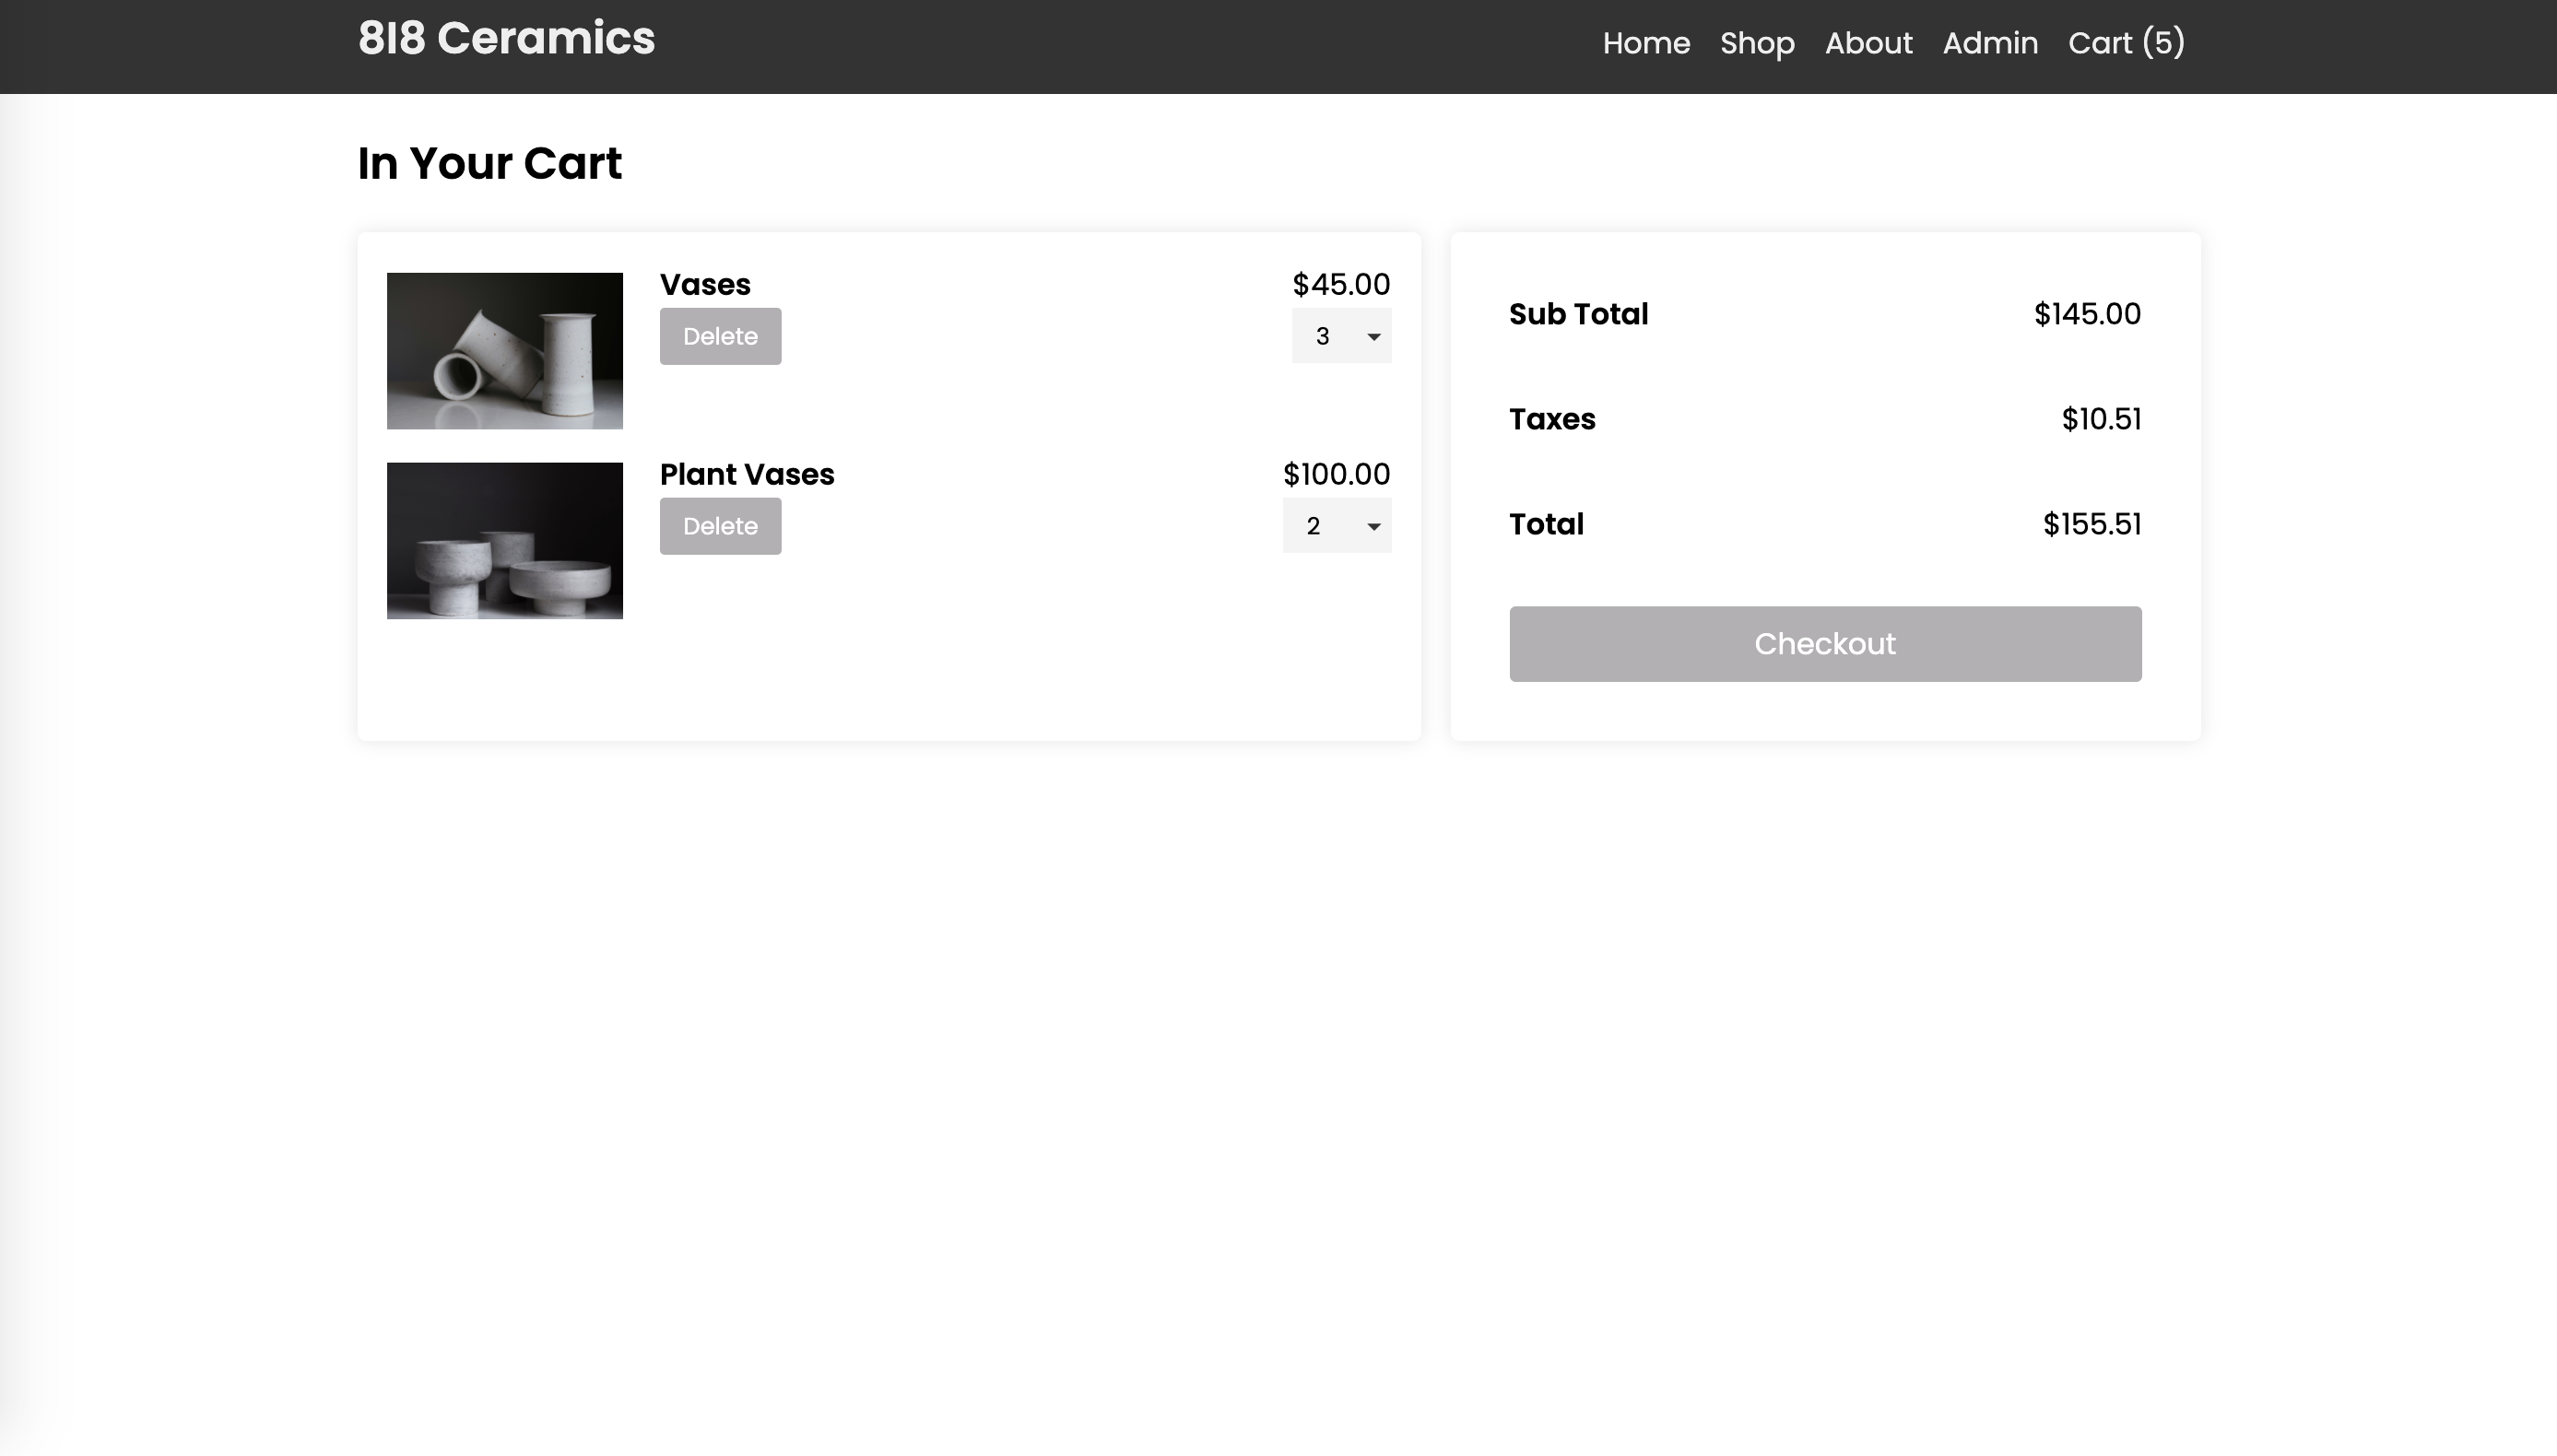 818 Ceramics
Home Shop About Admin Cart (5)
In Your Cart
Vases
$45.00
Delete
3
Plant Vases
$100.00
Delete
2
Sub Total $145.00
Taxes $10.51
Total $155.51
Checkout